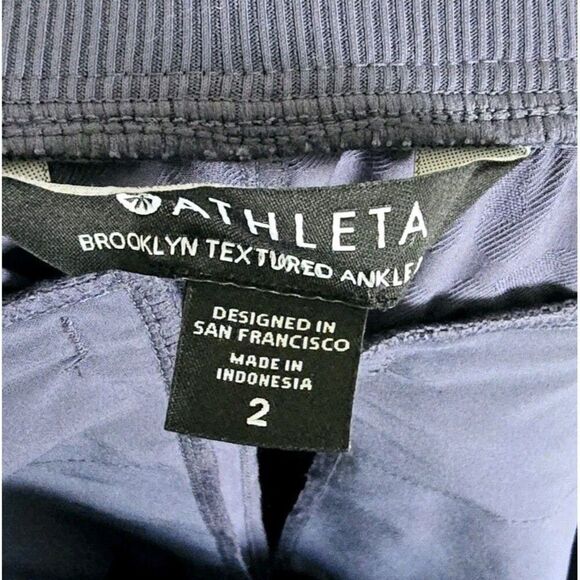 ATHLETA
BROOKLYN TEXTURED ANKLE
DESIGNED IN
SAN FRANCISCO
MADE IN
INDONESIA
2